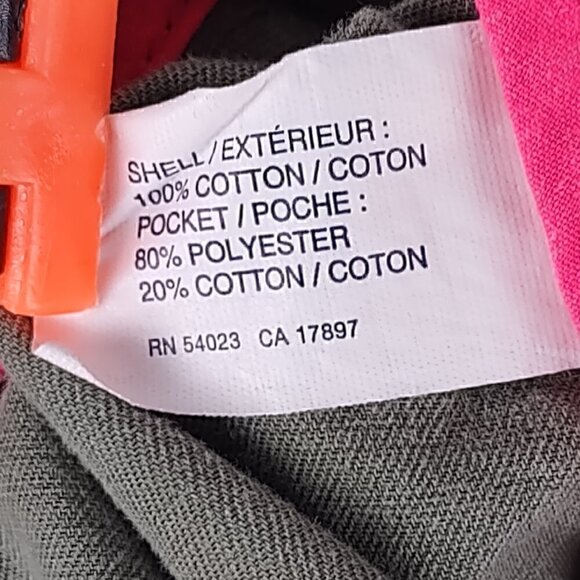 SHELL / EXTÉRIEUR :
100% COTTON / COTON
POCKET / POCHE :
80% POLYESTER
20% COTTON / COTON
RN 54023 CA 17897